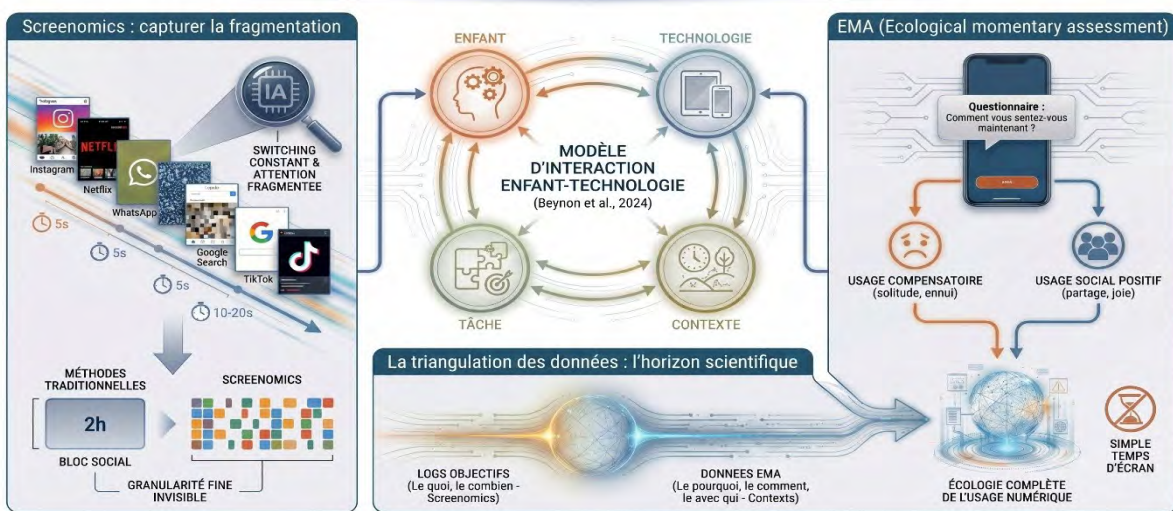 Screenomics : capturer la fragmentation
Instagram
NETFLIX
Instagram
Netflix
WhatsApp
Google
Search
TikTok
IA
SWITCHING
CONSTANT &
ATTENTION
FRAGMENTEE
5s
5s
5s
10-20s
MÉTHODES
TRADITIONNELLES
2h
BLOC SOCIAL
SCREENOMICS
GRANULARITÉ FINE
INVISIBLE
ENFANT
TECHNOLOGIE
MODÈLE
D'INTERACTION
ENFANT-TECHNOLOGIE
(Beynon et al., 2024)
TÂCHE
CONTEXTE
La triangulation des données : l'horizon scientifique
LOGS OBJECTIFS
(Le quoi, le combien -
Screenomics)
DONNEES EMA
(Le pourquoi, le comment,
le avec qui - Contexts)
EMA (Ecological momentary assessment)
Questionnaire :
Comment vous sentez-vous
maintenant ?
USAGE COMPENSATOIRE
(solitude, ennui)
USAGE SOCIAL POSITIF
(partage, joie)
ÉCOLOGIE COMPLÈTE
DE L'USAGE NUMÉRIQUE
SIMPLE
TEMPS
D'ÉCRAN